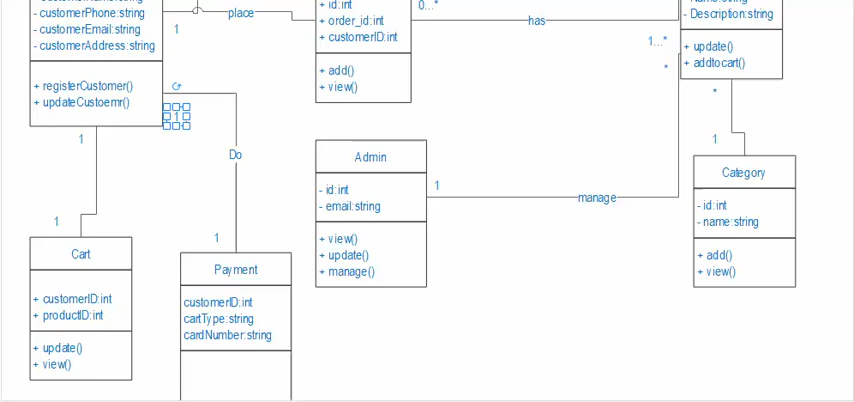 - customerPhone:string
- customerEmail:string
- customerAddress:string
+ registerCustomer()
+ updateCustoemr()
place
1
+ id:int
+ order_id:int
+ customerID:int
+ add()
+ view()
0...*
has
1...*
*
- Description:string
+ update()
+ addtocart()
*
1
Category
- id:int
- name:string
+ add()
+ view()
1
Do
1
1
1
Admin
- id:int
- email:string
+ view()
+ update()
+ manage()
1
manage
Cart
+ customerID:int
+ productID:int
+ update()
+ view()
Payment
customerID:int
cartType:string
cardNumber:string